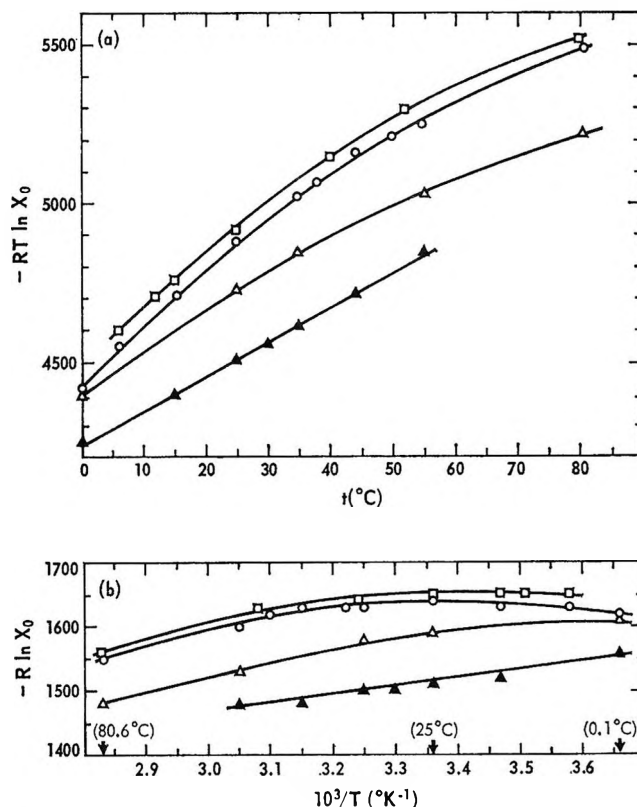 (a)
5500
5000
4500
− RT ln X₀
0 10 20 30 40 50 60 70 80
t(°C)
(b)
1700
1600
1500
1400
− R ln X₀
(80.6°C) (25°C) (0.1°C)
2.9 3.0 3.1 3.2 3.3 3.4 3.5 3.6
10³/T (°K⁻¹)